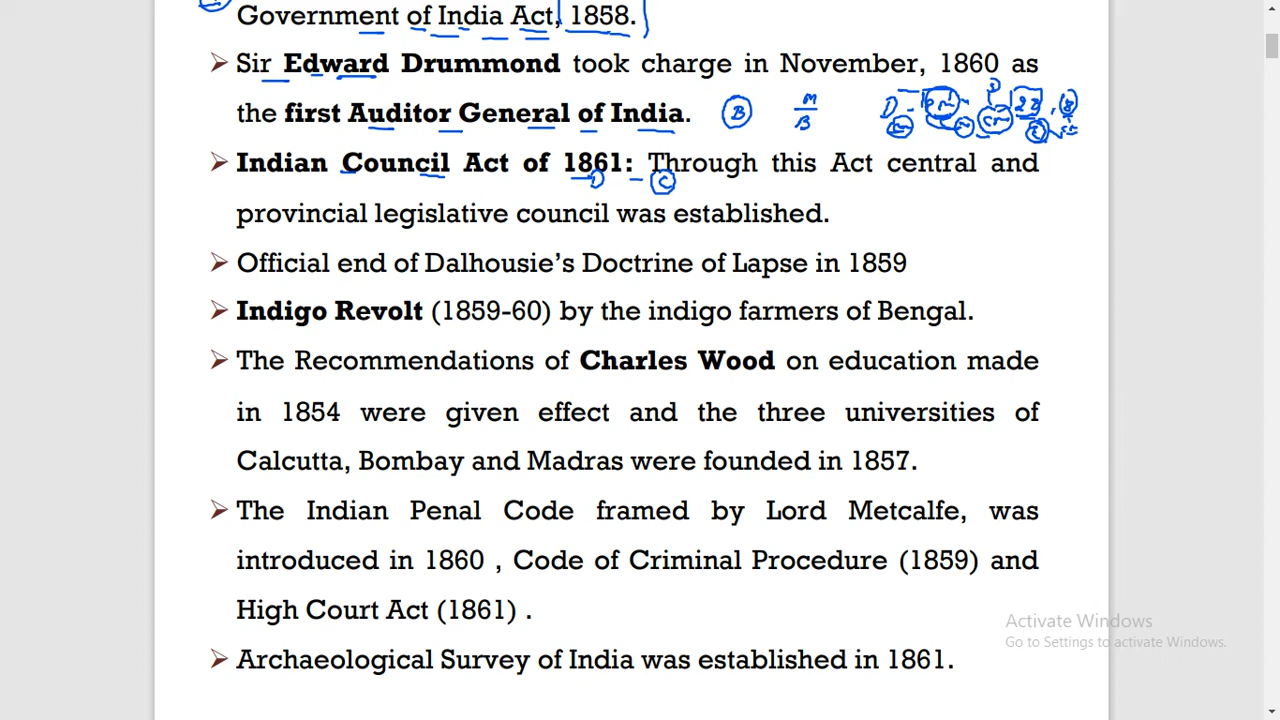 Government of India Act, 1858.
➢ Sir Edward Drummond took charge in November, 1860 as
the first Auditor General of India. B M
B
➢ Indian Council Act of 1861: Through this Act central and
D - C
provincial legislative council was established.
➢ Official end of Dalhousie's Doctrine of Lapse in 1859
➢ Indigo Revolt (1859-60) by the indigo farmers of Bengal.
➢ The Recommendations of Charles Wood on education made
in 1854 were given effect and the three universities of
Calcutta, Bombay and Madras were founded in 1857.
➢ The Indian Penal Code framed by Lord Metcalfe, was
introduced in 1860 , Code of Criminal Procedure (1859) and
High Court Act (1861) .
Activate Windows
Go to Settings to activate Windows.
➢ Archaeological Survey of India was established in 1861.